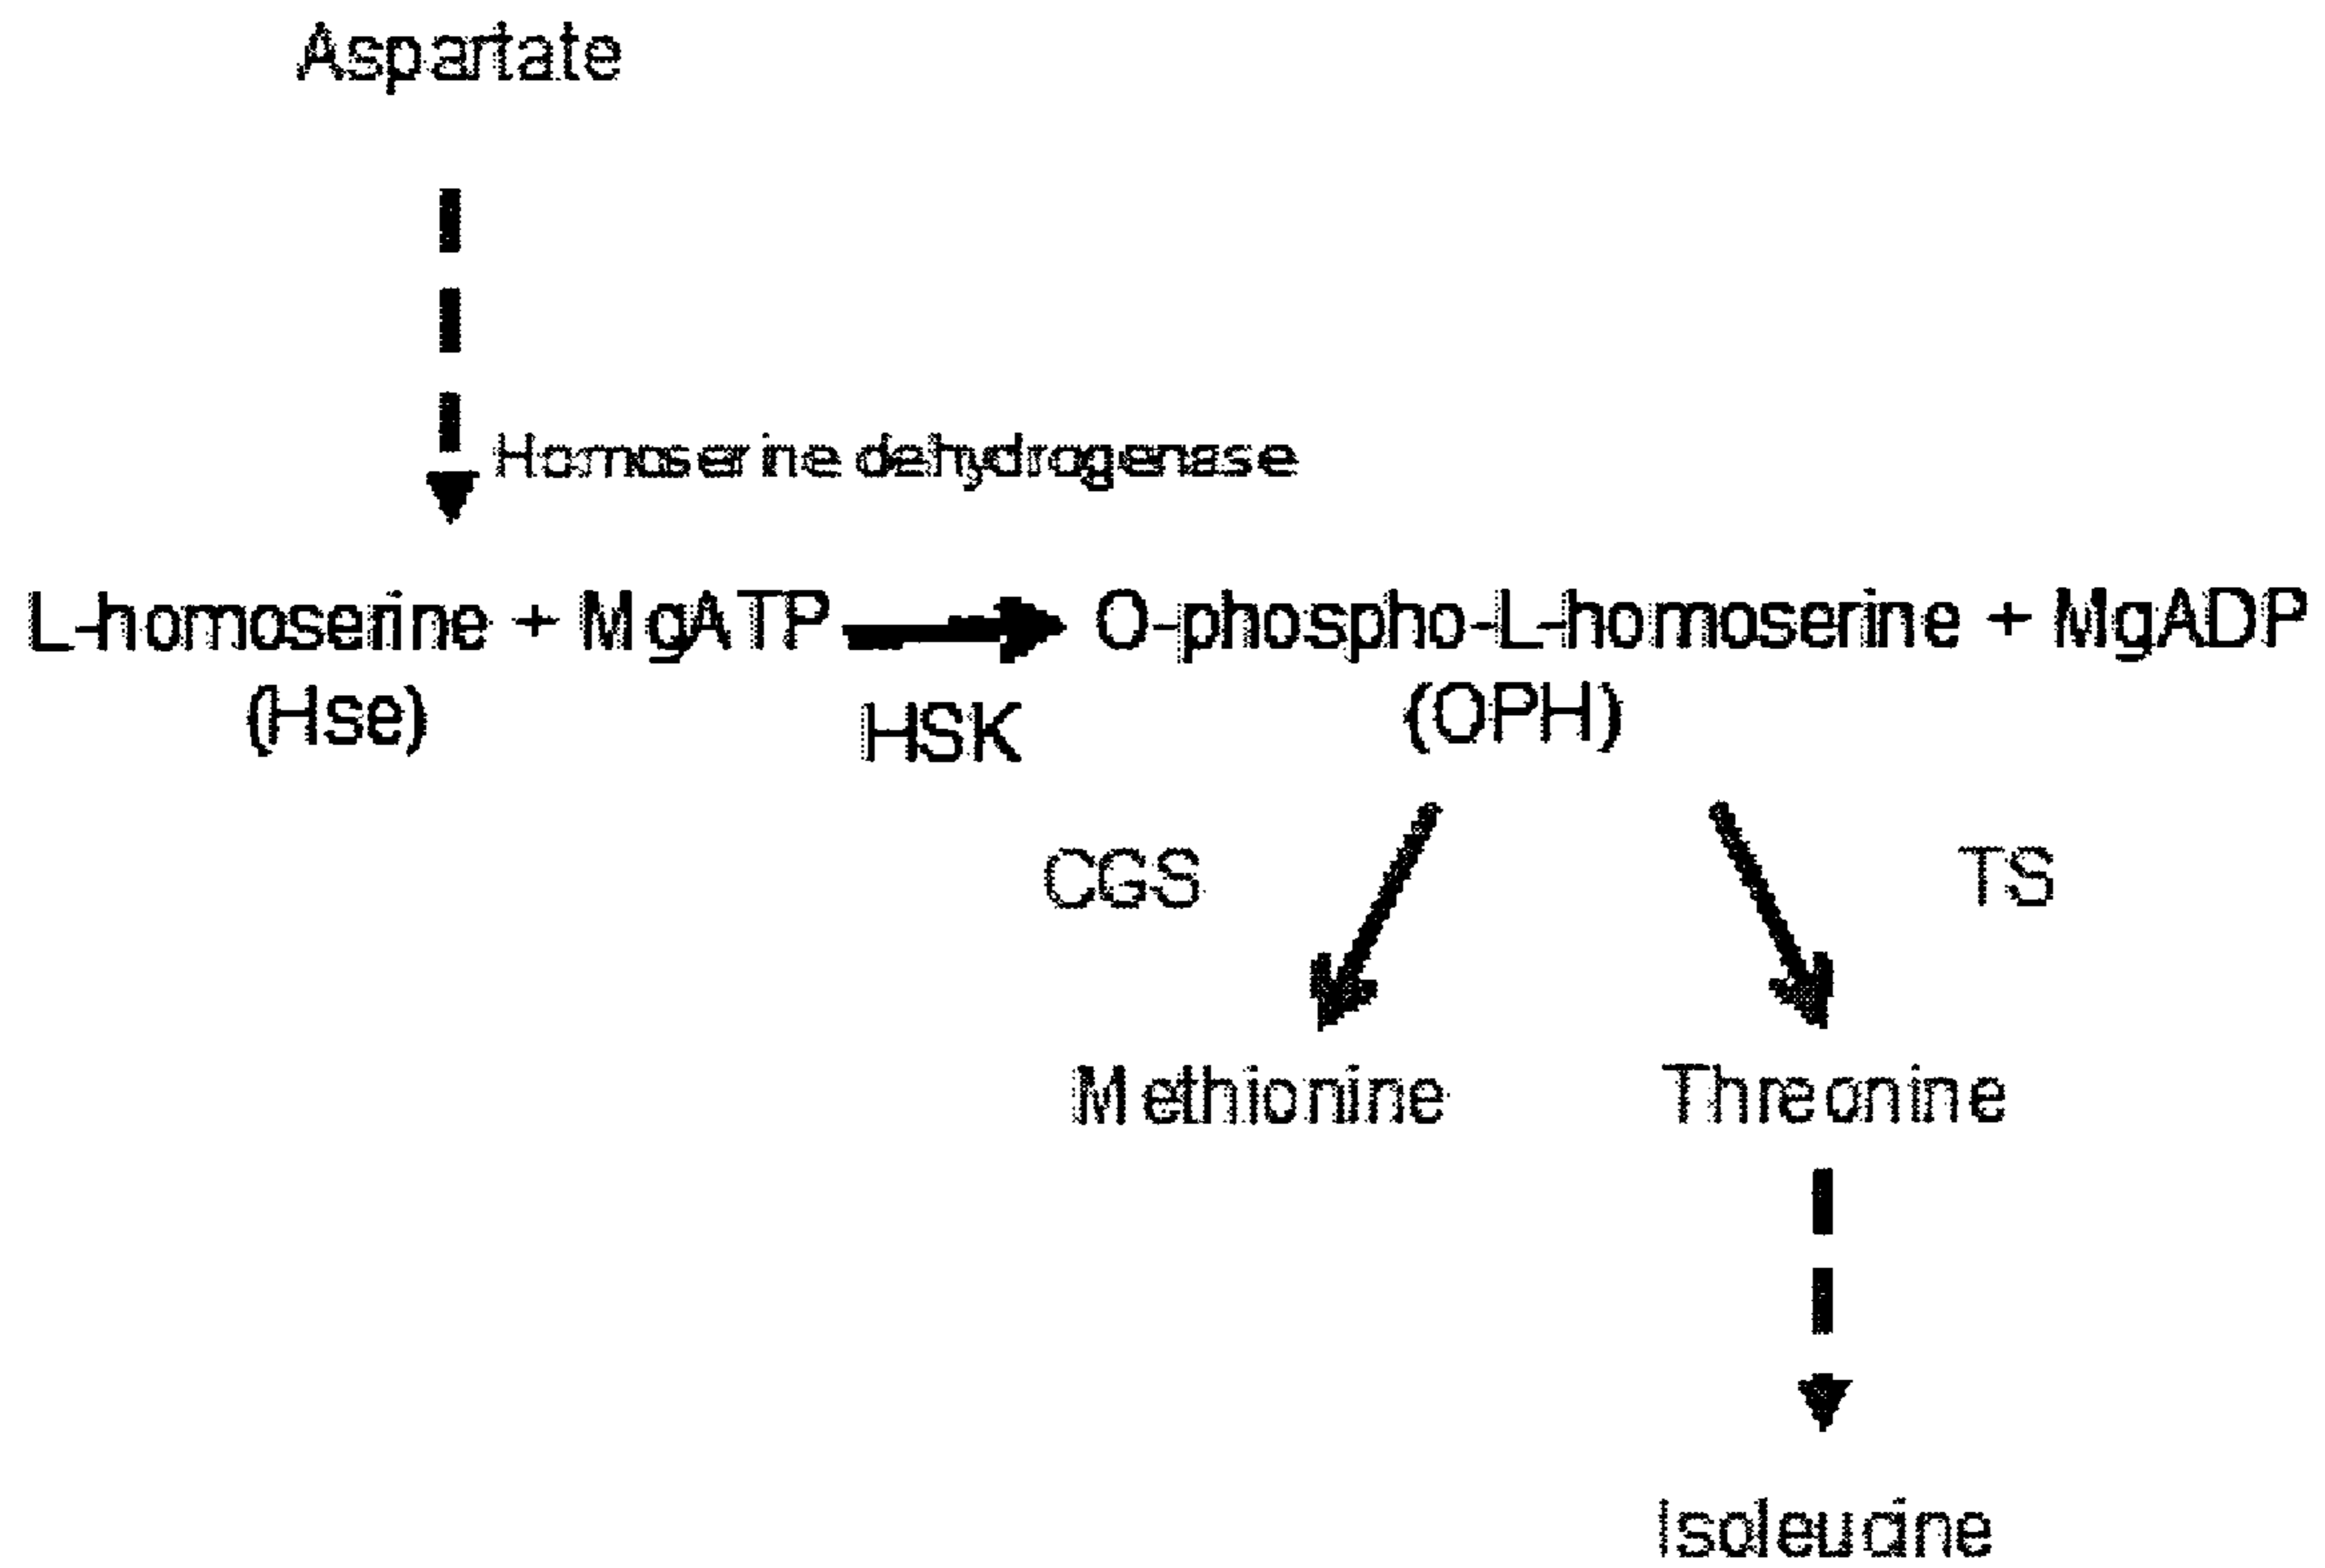 Aspartate
Homoserine dehydrogenase
L-homoserine + MgATP
O-phospho-L-homoserine + MgADP
(Hse)
HSK
(OPH)
CGS
TS
Methionine
Threonine
Isoleucine